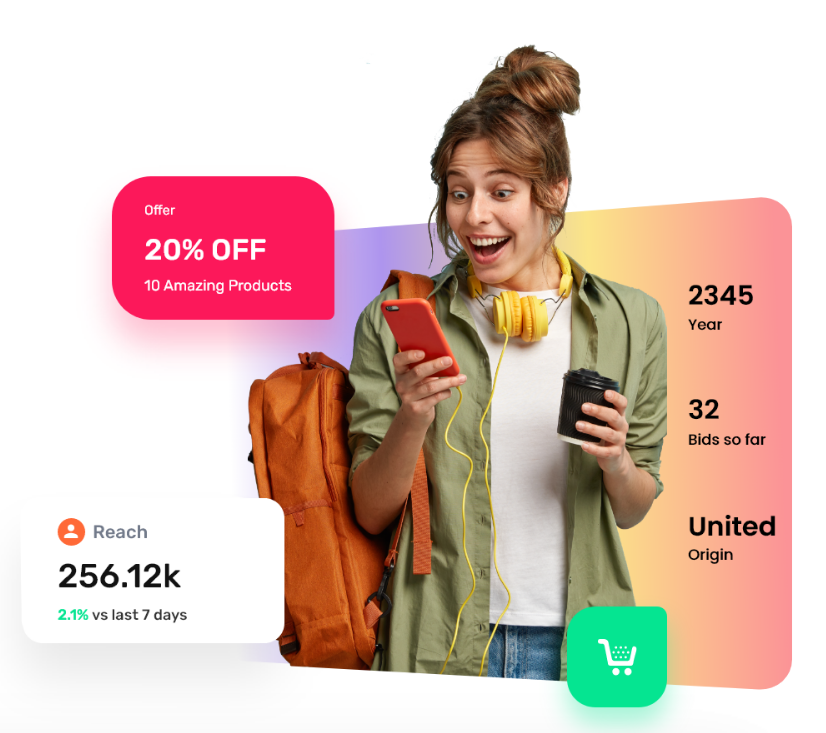 Offer
20% OFF
10 Amazing Products
2345
Year
32
Bids so far
United
Origin
Reach
256.12k
2.1% vs last 7 days